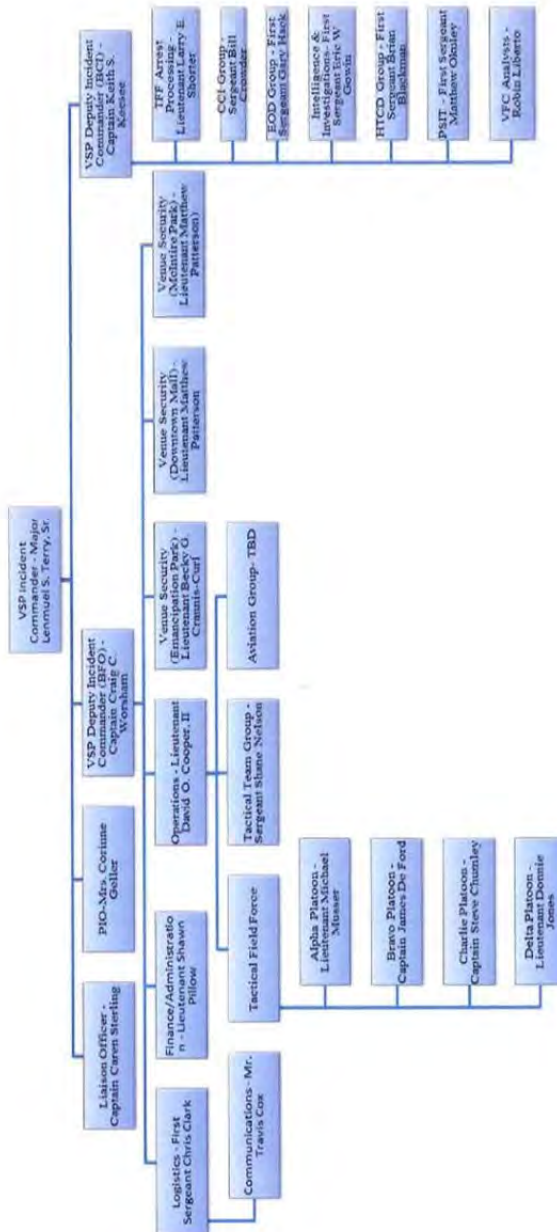 VSP Incident
Commander - Major
Lenmuel S. Terry, Sr.
Liaison Officer -
Captain Caren Sterling
PIO-Mrs. Corinne
Geller
VSP Deputy Incident
Commander (BFO) -
Captain Craig C.
Worsham
VSP Deputy Incident
Commander (BCI) -
Captain Keith S.
Keesee
Logistics - First
Sergeant Chris Clark
Finance/Administratio
n - Lieutenant Shawn
Pillow
Operations - Lieutenant
David O. Cooper, II
Venue Security
(Emancipation Park) -
Lieutenant Becky G.
Crannis-Curl
Venue Security
(Downtown Mall) -
Lieutenant Matthew
Patterson
Venue Security
(McIntire Park) -
Lieutenant Matthew
Patterson)
Communications - Mr.
Travis Cox
Tactical Field Force
Tactical Team Group -
Sergeant Shane Nelson
Aviation Group- TBD
Alpha Platoon -
Lieutenant Michael
Musser
Bravo Platoon -
Captain James De Ford
Charlie Platoon -
Captain Steve Chumley
Delta Platoon -
Lieutenant Donnie
Jones
TFF Arrest
Processing -
Lieutenant Larry E.
Shorter
CCI Group -
Sergeant Bill
Crowder
EOD Group - First
Sergeant Gary Hack
Intelligence &
Investigations- First
Sergeant Eric W
Gowin
HTCD Group - First
Sergeant Brian
Blackman
PSIT - First Sergeant
Matthew
VFC Analysts -
Robin Liberto